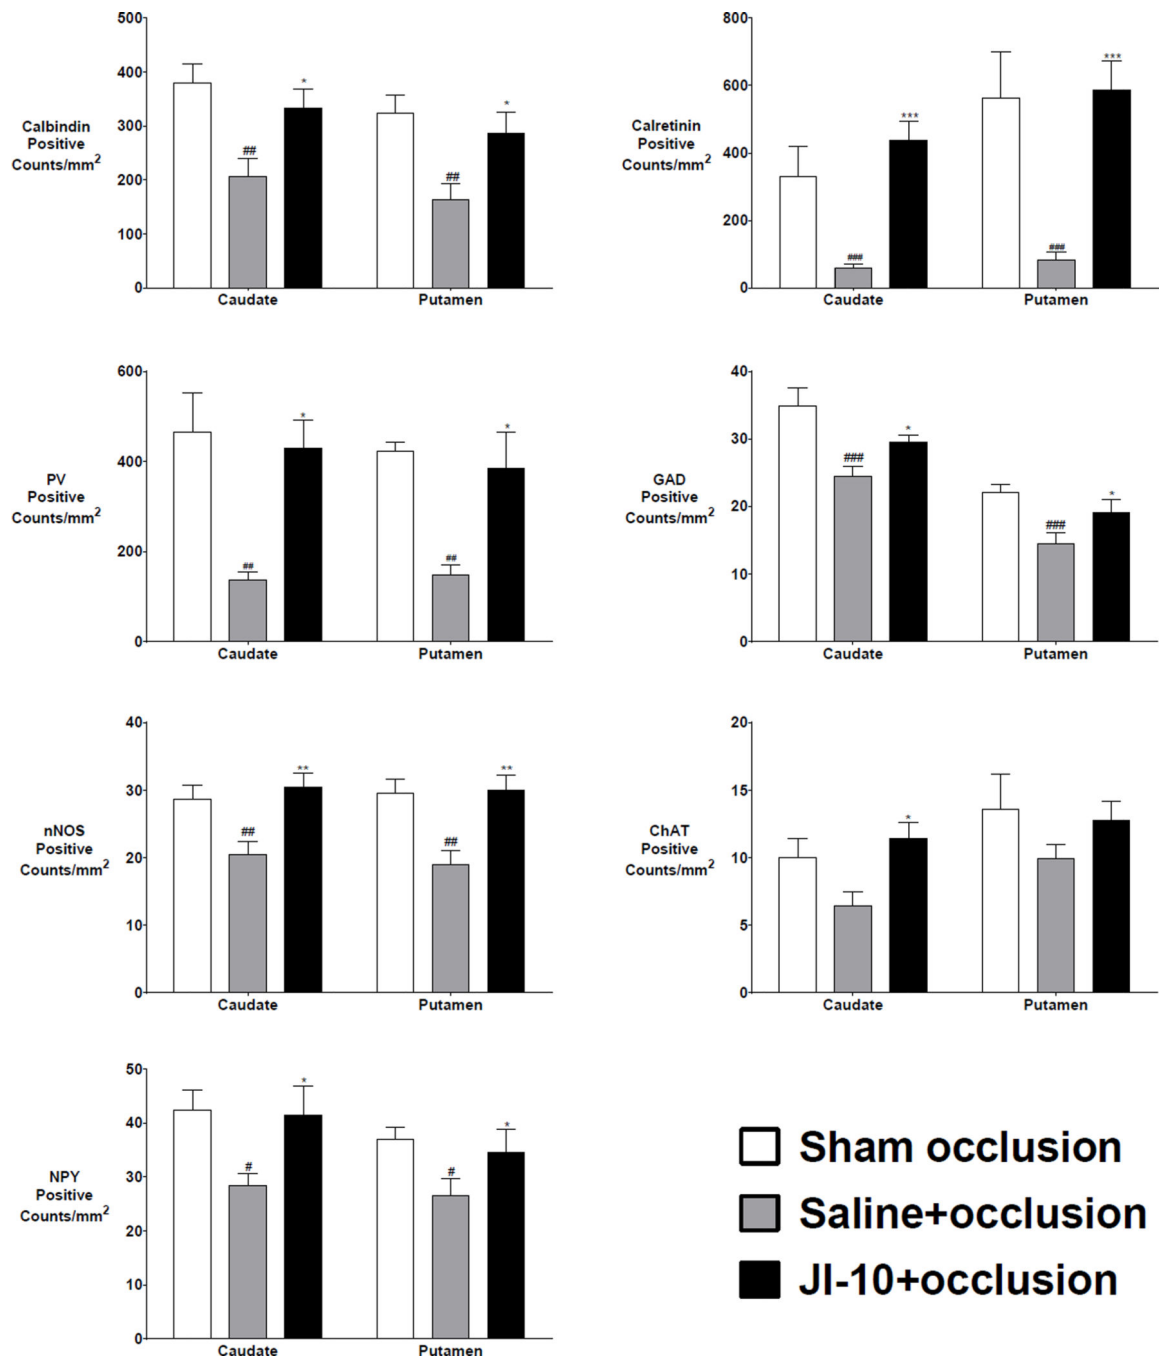 500
400
300
200
100
0
Calbindin
Positive
Counts/mm²
*
##
*
##
Caudate Putamen
800
600
400
200
0
Calretinin
Positive
Counts/mm²
***
###
***
###
Caudate Putamen
600
400
200
0
PV
Positive
Counts/mm²
*
##
*
##
Caudate Putamen
40
30
20
10
0
GAD
Positive
Counts/mm²
*
###
*
###
Caudate Putamen
40
30
20
10
0
nNOS
Positive
Counts/mm²
**
##
**
##
Caudate Putamen
20
15
10
5
0
ChAT
Positive
Counts/mm²
*
Caudate Putamen
50
40
30
20
10
0
NPY
Positive
Counts/mm²
*
#
*
#
Caudate Putamen
Sham occlusion
Saline+occlusion
JI-10+occlusion